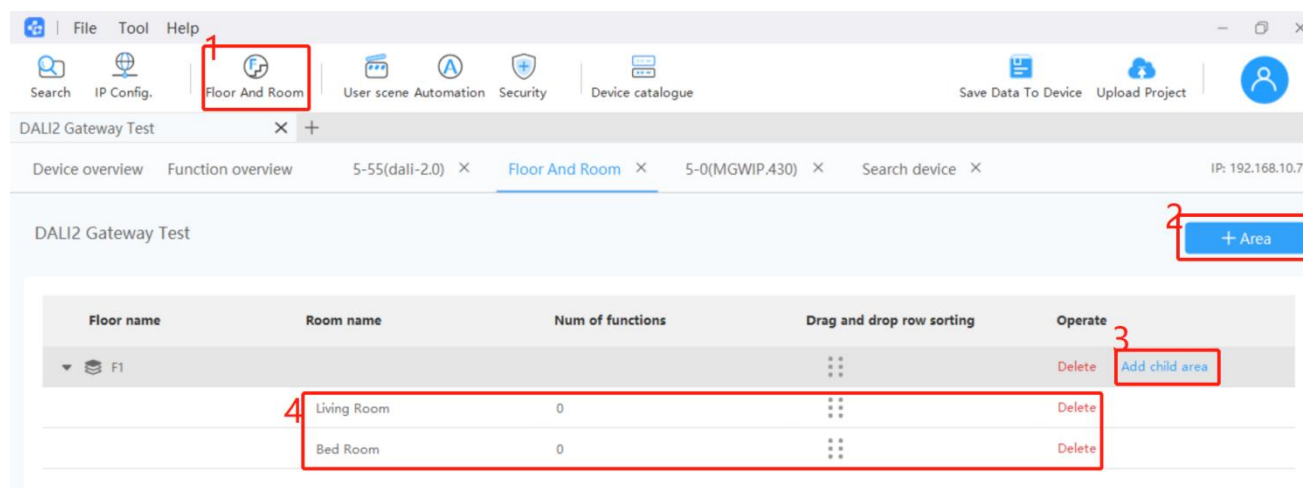 File Tool Help
1
Search IP Config. Floor And Room User scene Automation Security Device catalogue Save Data To Device Upload Project
DALI2 Gateway Test
Device overview Function overview 5-55(dali-2.0) Floor And Room 5-0(MGWIP.430) Search device IP: 192.168.10.7
2
DALI2 Gateway Test + Area
Floor name Room name Num of functions Drag and drop row sorting Operate
3
F1 Delete Add child area
4 Living Room 0 Delete
Bed Room 0 Delete